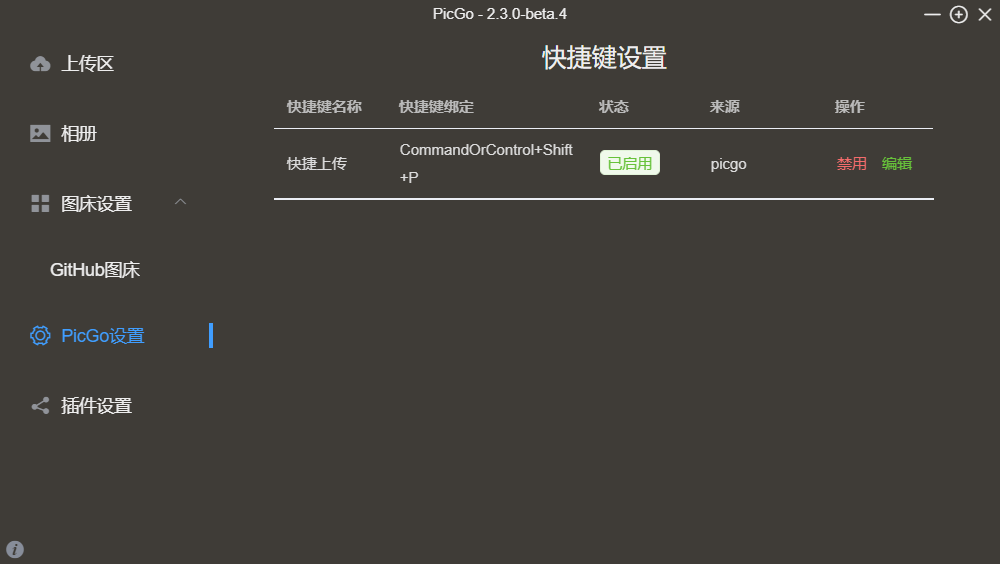 PicGo - 2.3.0-beta.4
上传区
相册
图床设置
GitHub图床
PicGo设置
插件设置
快捷键设置
快捷键名称 快捷键绑定 状态 来源 操作
快捷上传 CommandOrControl+Shift
+P 已启用 picgo 禁用 编辑